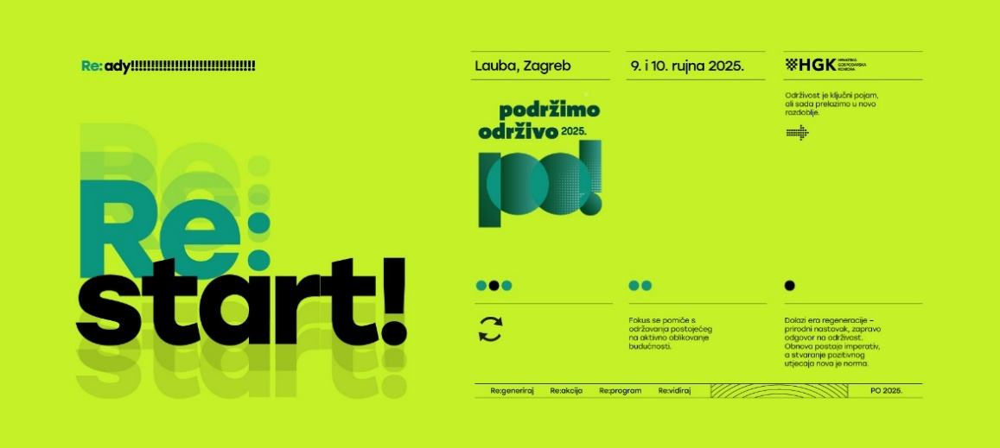 Re:ady!!!!!!!!!!!!!!!!!!!!!!!!!!!!!!!
Re:
start!
Lauba, Zagreb
9. i 10. rujna 2025.
HGK HRVATSKA
GOSPODARSKA
KOMORA
podržimo
održivo 2025.
po!
Održivost je ključni pojam,
ali sada prelazimo u novo
razdoblje.
Fokus se pomiče s
održavanja postojećeg
na aktivno oblikovanje
budućnosti.
Dolazi era regeneracije –
prirodni nastavak, zapravo
odgovor na održivost.
Obnova postaje imperativ,
a stvaranje pozitivnog
utjecaja nova je norma.
Re:generiraj Re:akcija Re:program Re:vidiraj PO 2025.